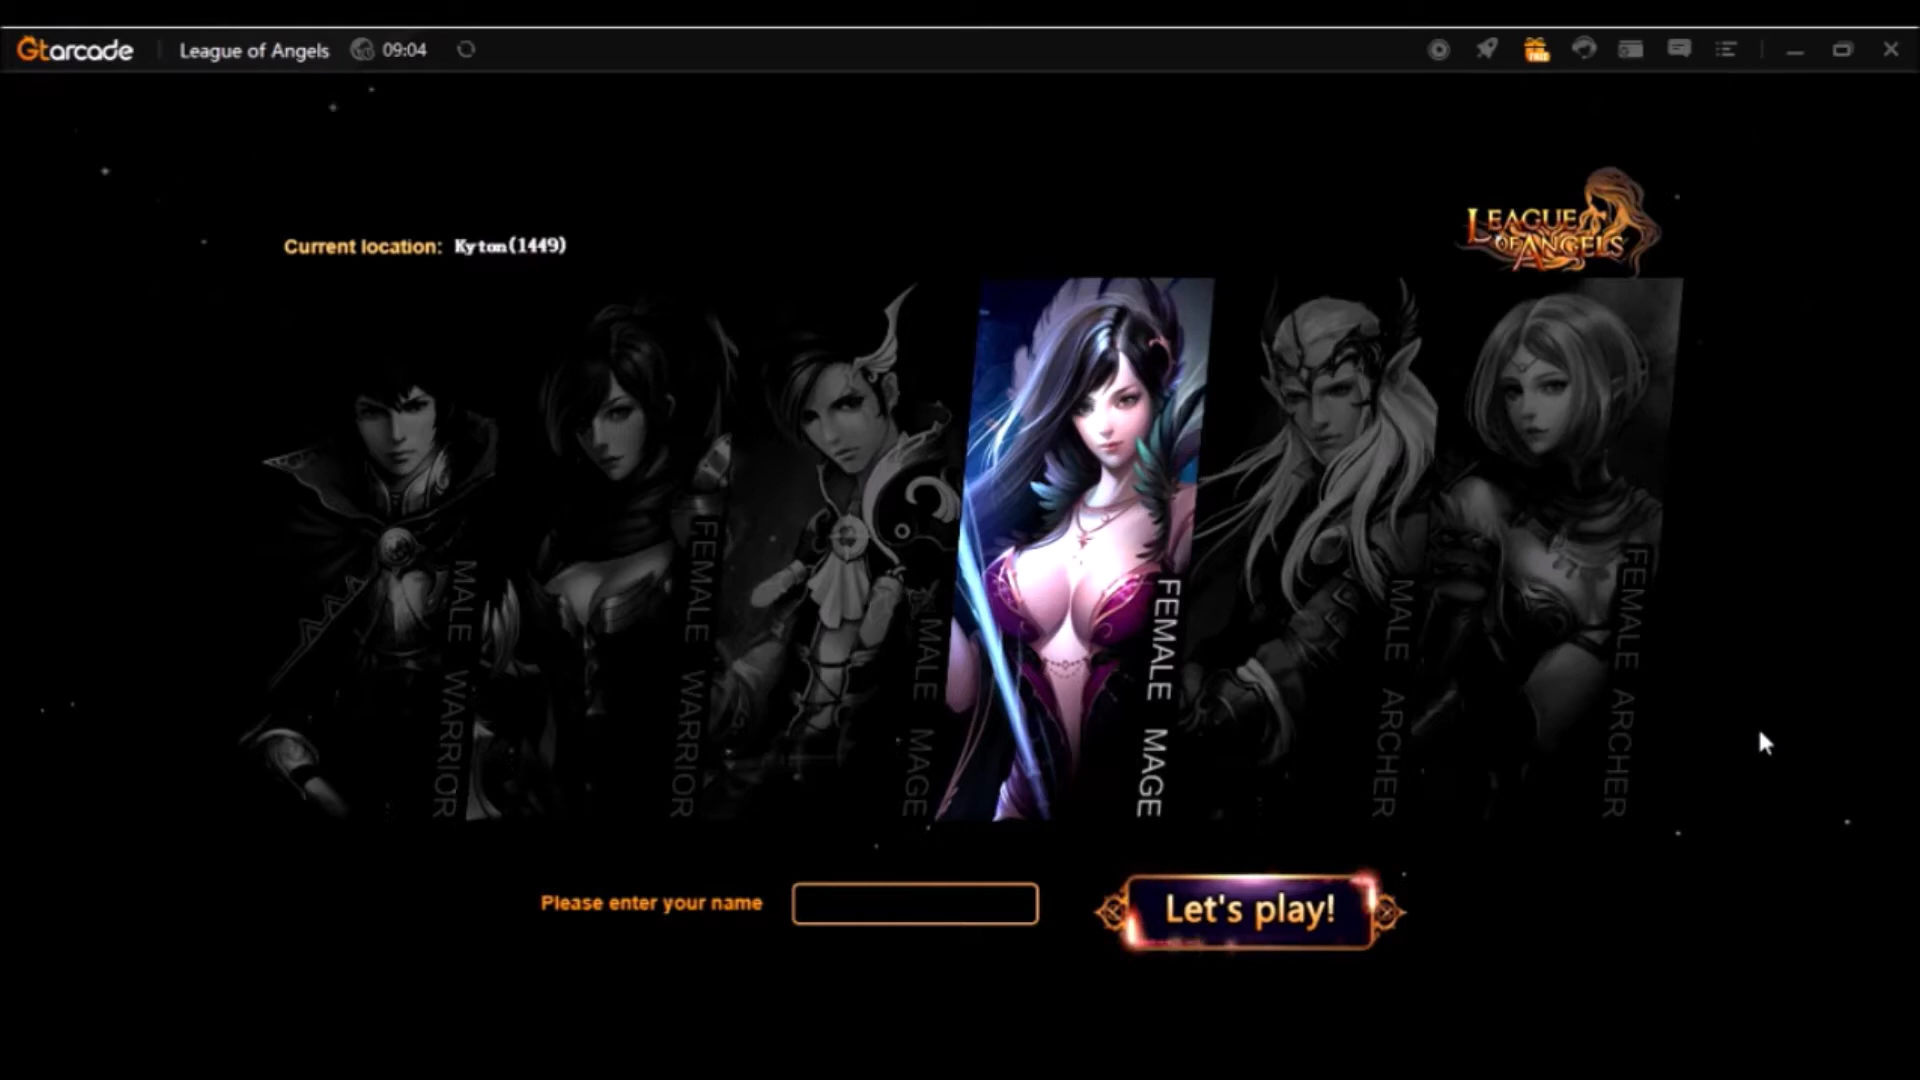 Gtarcade
League of Angels
09:04
FREE
LEAGUE
OF ANGELS
Current location: Kyton(1449)
MALE WARRIOR
FEMALE WARRIOR
MALE MAGE
FEMALE MAGE
MALE ARCHER
FEMALE ARCHER
Please enter your name
Let's play!